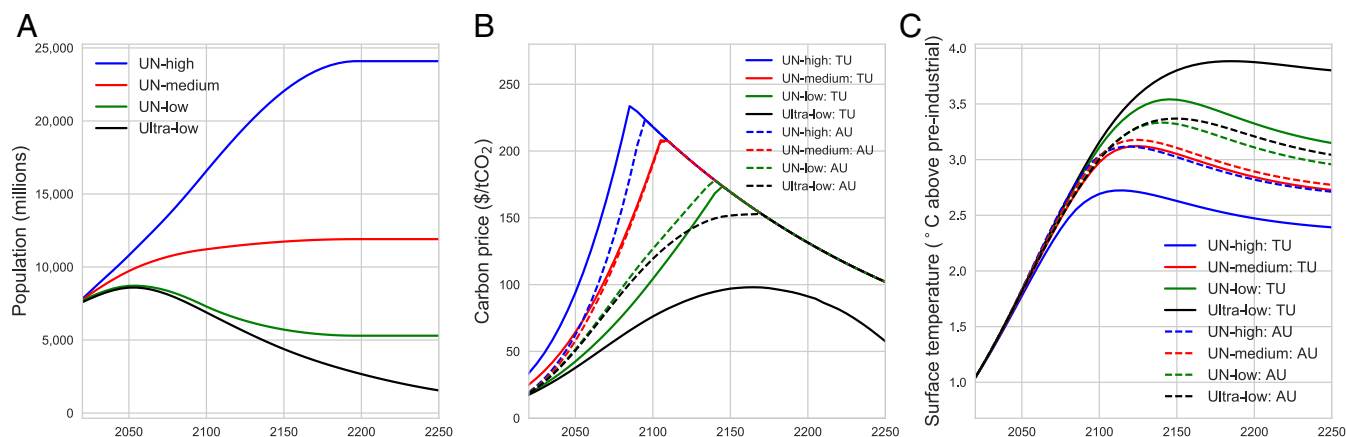 A
Population (millions)
25,000
20,000
15,000
10,000
5,000
0
2050 2100 2150 2200 2250
UN-high
UN-medium
UN-low
Ultra-low
B
Carbon price ($/tCO₂)
250
200
150
100
50
0
2050 2100 2150 2200 2250
UN-high: TU
UN-medium: TU
UN-low: TU
Ultra-low: TU
UN-high: AU
UN-medium: AU
UN-low: AU
Ultra-low: AU
C
Surface temperature ( ° C above pre-industrial)
4.0
3.5
3.0
2.5
2.0
1.5
1.0
2050 2100 2150 2200 2250
UN-high: TU
UN-medium: TU
UN-low: TU
Ultra-low: TU
UN-high: AU
UN-medium: AU
UN-low: AU
Ultra-low: AU